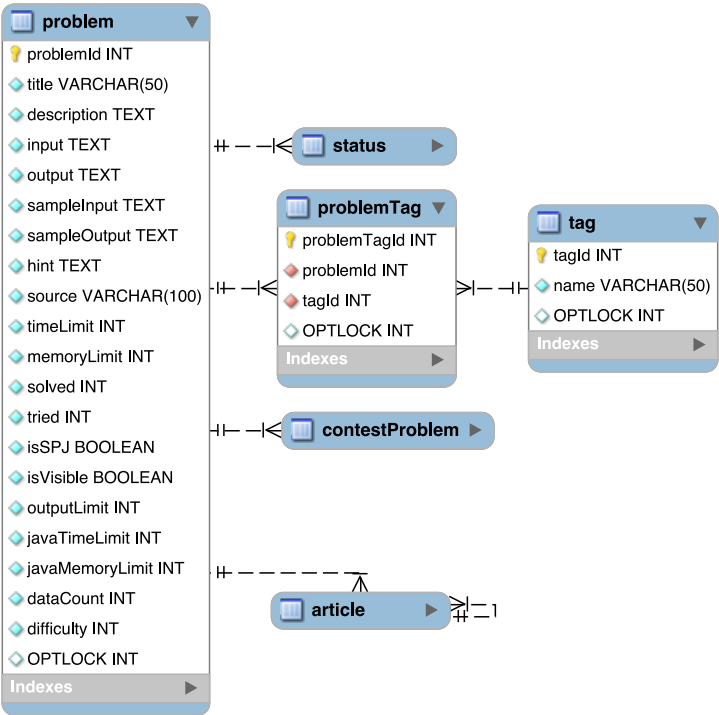 problem
problemId INT
title VARCHAR(50)
description TEXT
input TEXT
output TEXT
sampleInput TEXT
sampleOutput TEXT
hint TEXT
source VARCHAR(100)
timeLimit INT
memoryLimit INT
solved INT
tried INT
isSPJ BOOLEAN
isVisible BOOLEAN
outputLimit INT
javaTimeLimit INT
javaMemoryLimit INT
dataCount INT
difficulty INT
OPTLOCK INT
Indexes
status
problemTag
problemTagId INT
problemId INT
tagId INT
OPTLOCK INT
Indexes
tag
tagId INT
name VARCHAR(50)
OPTLOCK INT
Indexes
contestProblem
article